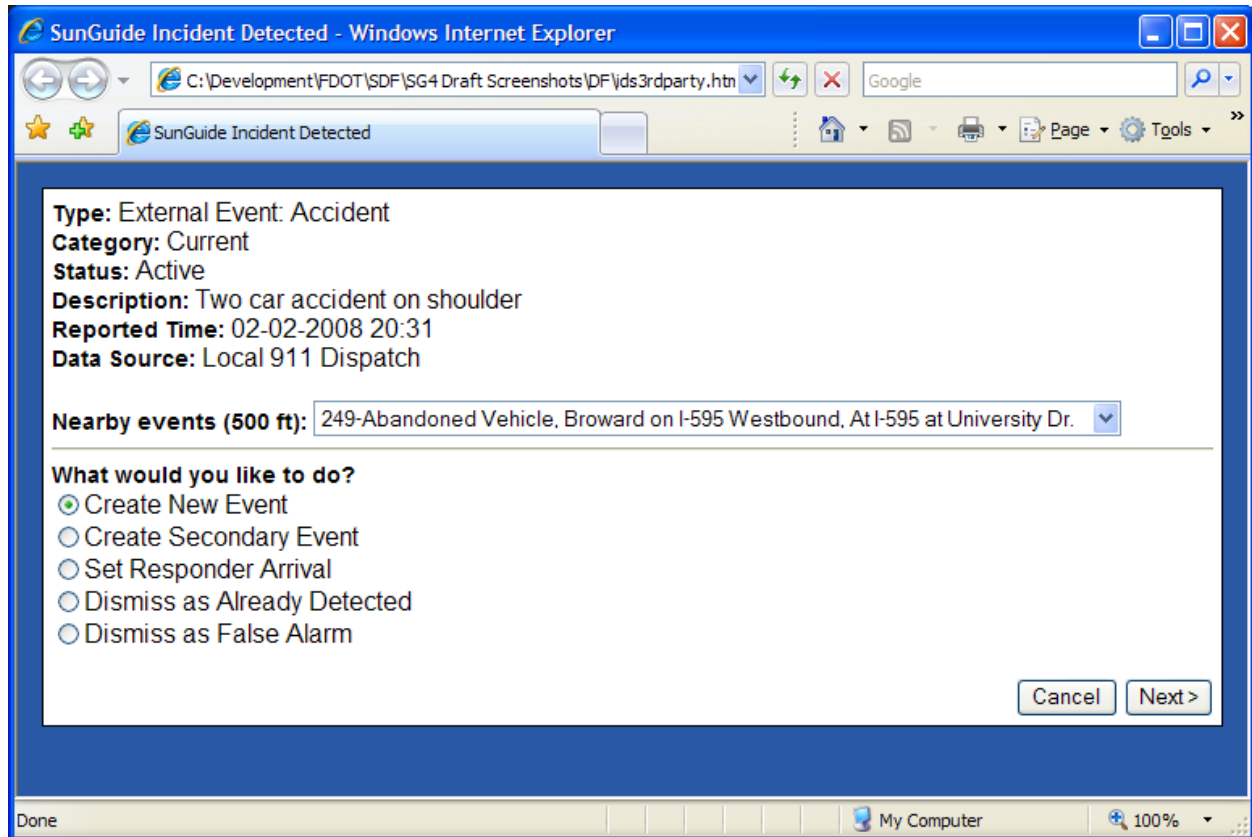 SunGuide Incident Detected - Windows Internet Explorer
C:\Development\FDOT\SDF\SG4 Draft Screenshots\DF\ids3rdparty.htm
Google
SunGuide Incident Detected
Page
Tools
Type: External Event: Accident
Category: Current
Status: Active
Description: Two car accident on shoulder
Reported Time: 02-02-2008 20:31
Data Source: Local 911 Dispatch
Nearby events (500 ft): 249-Abandoned Vehicle, Broward on I-595 Westbound, At I-595 at University Dr.
What would you like to do?
Create New Event
Create Secondary Event
Set Responder Arrival
Dismiss as Already Detected
Dismiss as False Alarm
Cancel Next >
Done My Computer 100%